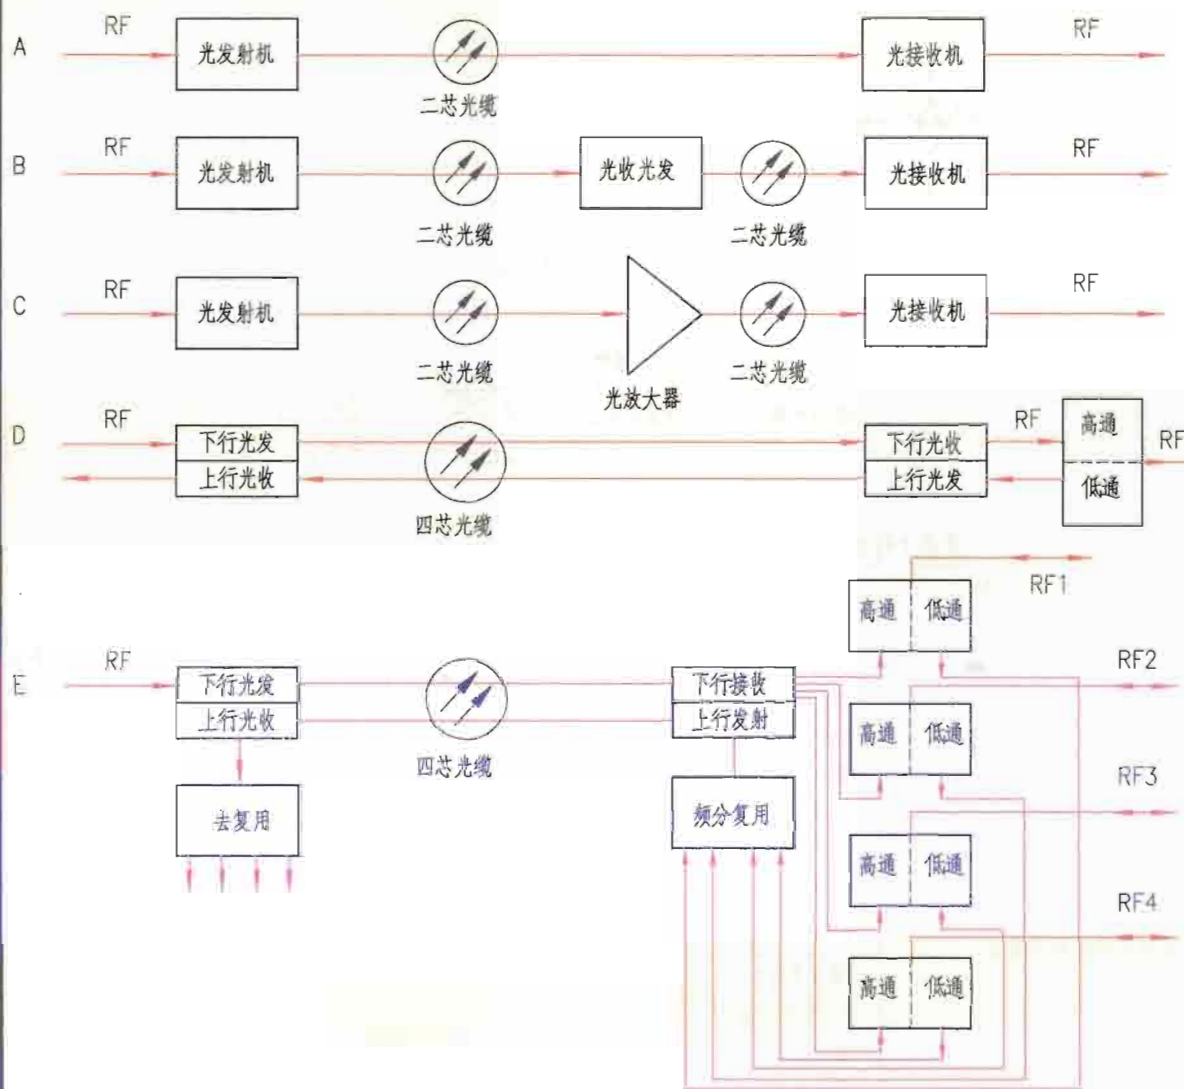 A RF 光发射机 光接收机 RF
二芯光缆
B RF 光发射机 光收光发 光接收机 RF
二芯光缆 二芯光缆
C RF 光发射机 光接收机 RF
二芯光缆 二芯光缆
光放大器
D RF 下行光发 下行光收 RF 高通 RF
上行光收 上行光发 低通
四芯光缆
RF1
高通 低通
E RF 下行光发 下行接收 RF2
上行光收 上行发射 高通 低通
四芯光缆
RF3
去复用 频分复用
高通 低通
RF4
高通 低通